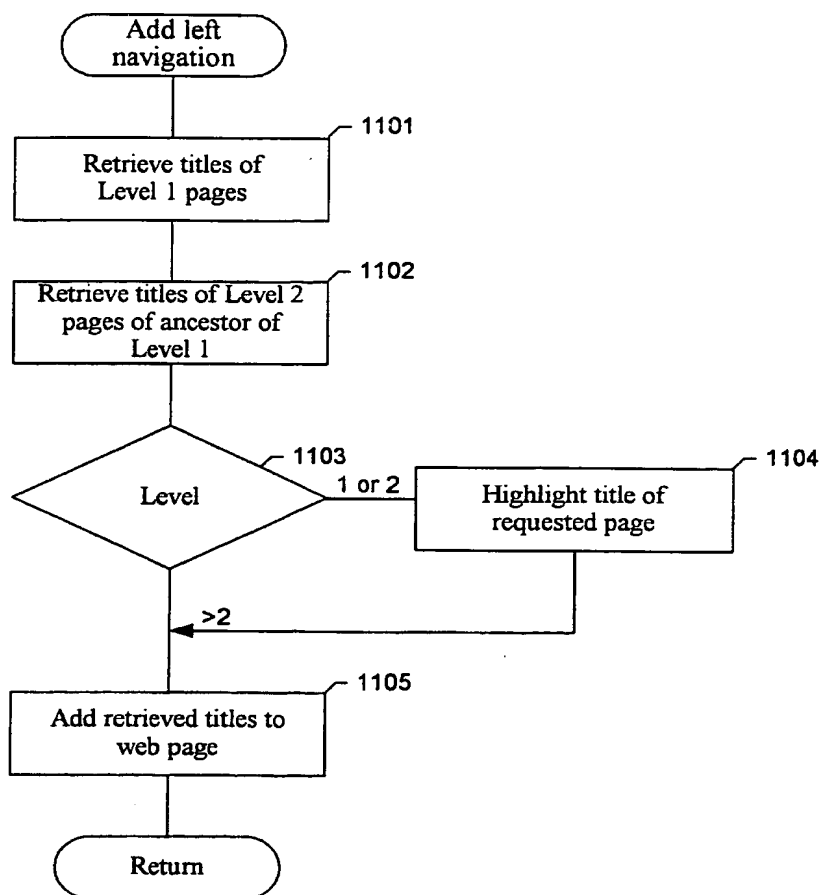 Add left
navigation
1101
Retrieve titles of
Level 1 pages
1102
Retrieve titles of Level 2
pages of ancestor of
Level 1
1103
Level
1 or 2
1104
Highlight title of
requested page
>2
1105
Add retrieved titles to
web page
Return